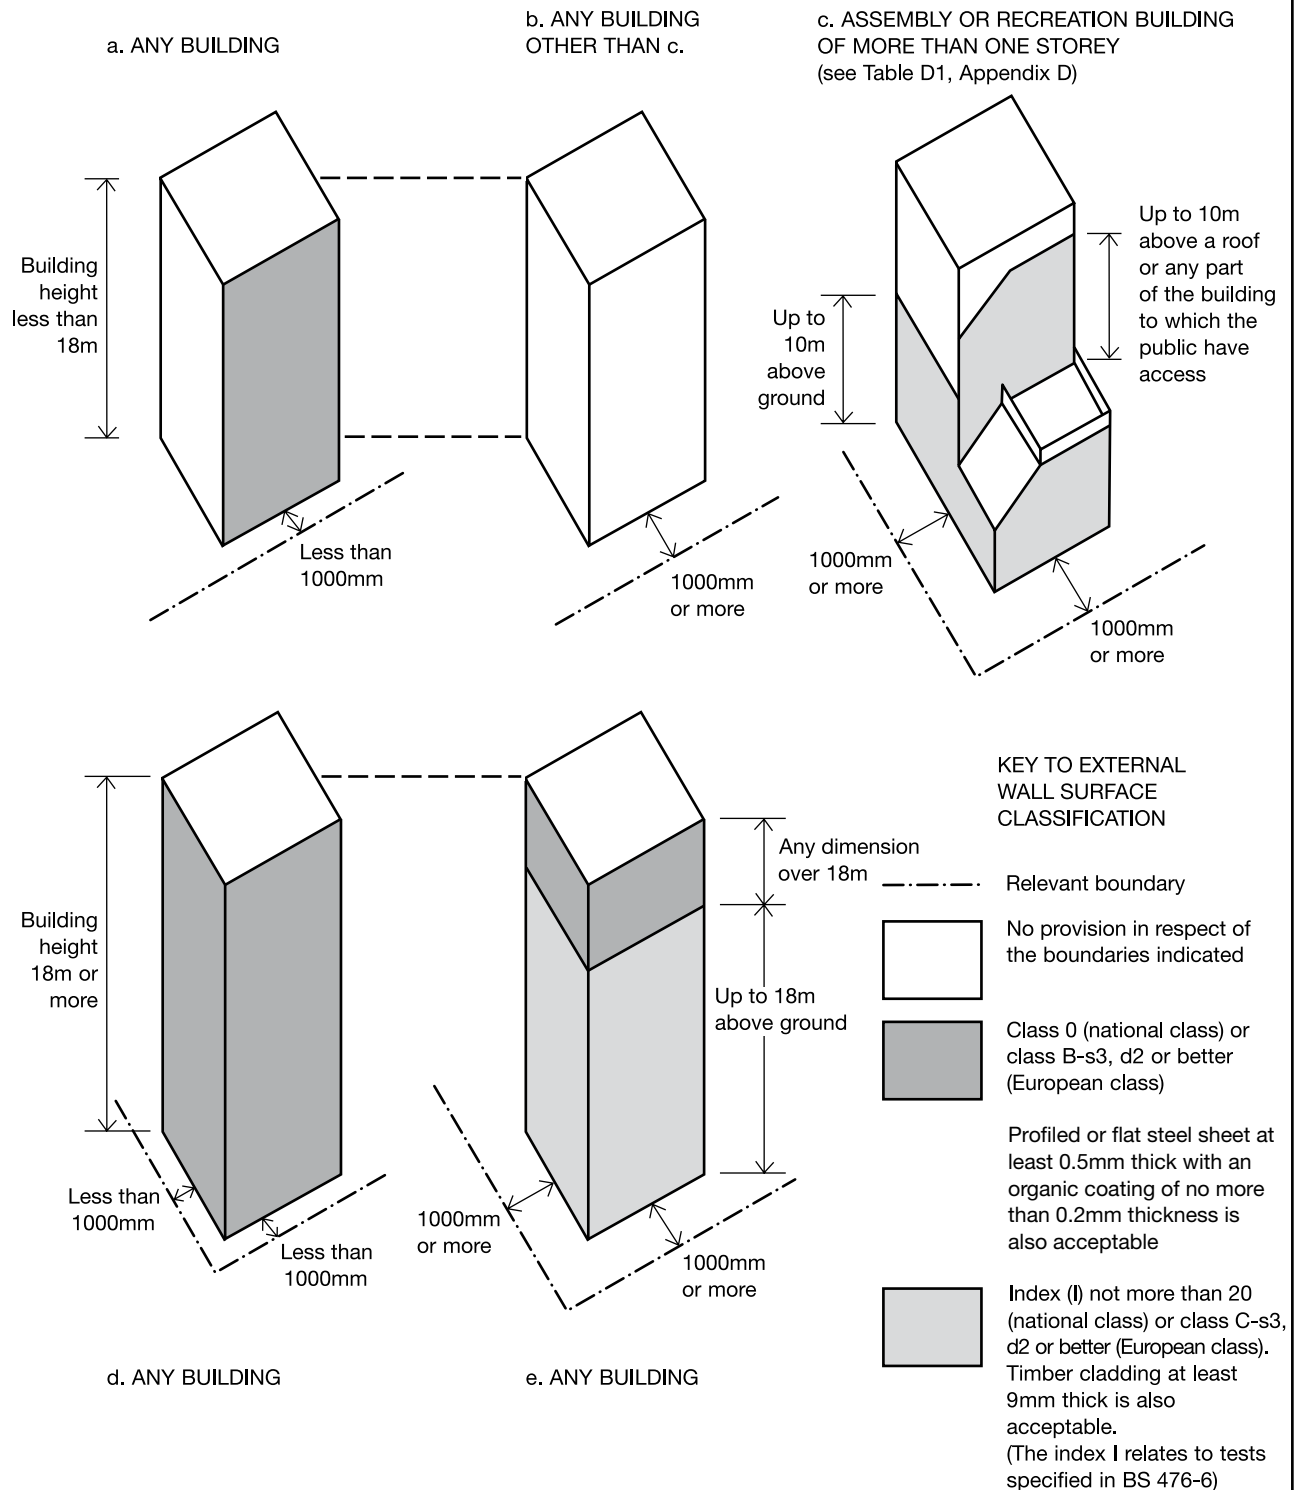 a. ANY BUILDING
b. ANY BUILDING
OTHER THAN c.
c. ASSEMBLY OR RECREATION BUILDING
OF MORE THAN ONE STOREY
(see Table D1, Appendix D)
Building
height
less than
18m
Less than
1000mm
1000mm
or more
Up to
10m
above
ground
Up to 10m
above a roof
or any part
of the building
to which the
public have
access
1000mm
or more
1000mm
or more
Building
height
18m or
more
Less than
1000mm
Less than
1000mm
d. ANY BUILDING
Any dimension
over 18m
Up to 18m
above ground
1000mm
or more
1000mm
or more
e. ANY BUILDING
KEY TO EXTERNAL
WALL SURFACE
CLASSIFICATION
Relevant boundary
No provision in respect of
the boundaries indicated
Class 0 (national class) or
class B-s3, d2 or better
(European class)
Profiled or flat steel sheet at
least 0.5mm thick with an
organic coating of no more
than 0.2mm thickness is
also acceptable
Index (I) not more than 20
(national class) or class C-s3,
d2 or better (European class).
Timber cladding at least
9mm thick is also
acceptable.
(The index I relates to tests
specified in BS 476-6)